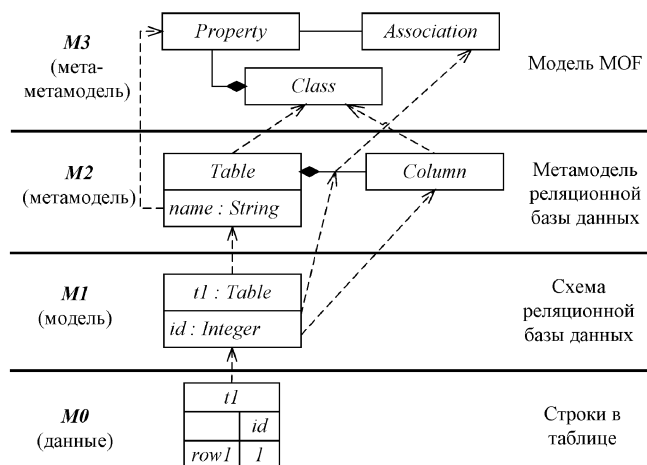 M3
(мета-
метамодель)
Property
Association
Class
Модель MOF
M2
(метамодель)
Table
name : String
Column
Метамодель
реляционной
базы данных
M1
(модель)
t1 : Table
id : Integer
Схема
реляционной
базы данных
M0
(данные)
t1
id
row1 1
Строки в
таблице